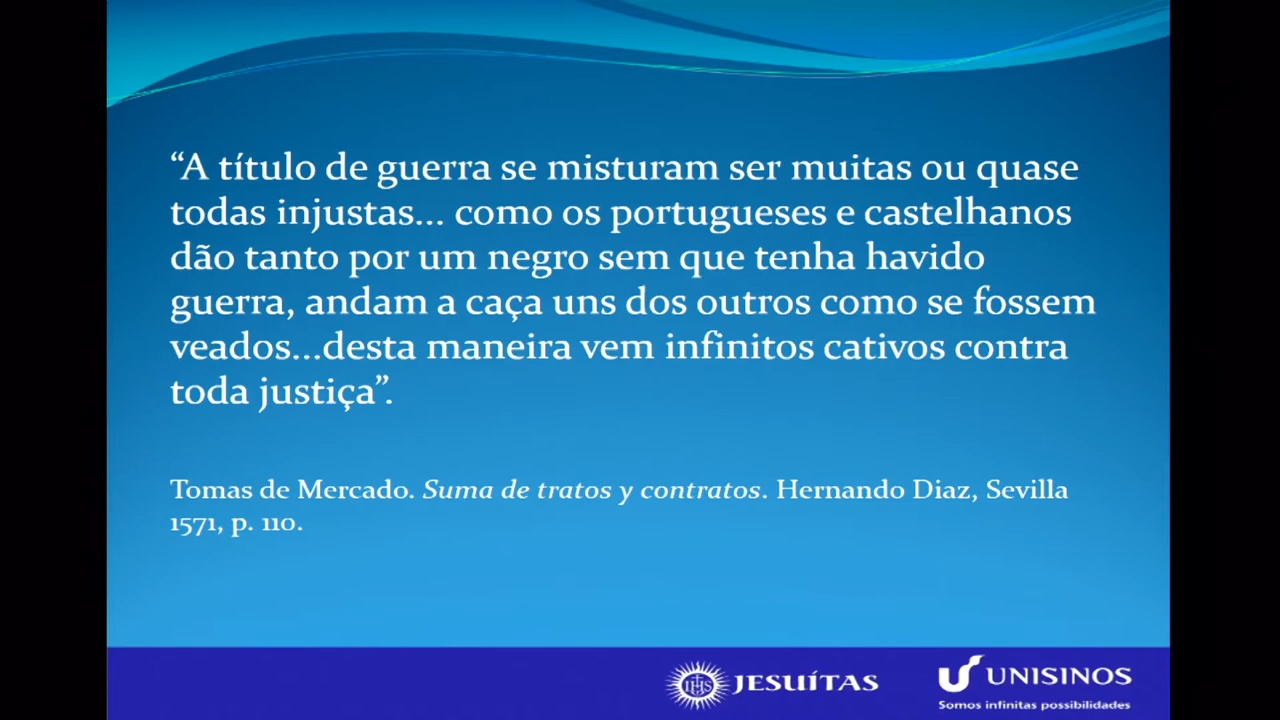 “A título de guerra se misturam ser muitas ou quase
todas injustas... como os portugueses e castelhanos
dão tanto por um negro sem que tenha havido
guerra, andam a caça uns dos outros como se fossem
veados...desta maneira vem infinitos cativos contra
toda justiça”.
Tomas de Mercado. Suma de tratos y contratos. Hernando Diaz, Sevilla
1571, p. 110.
IHS JESUÍTAS
UNISINOS
Somos infinitas possibilidades